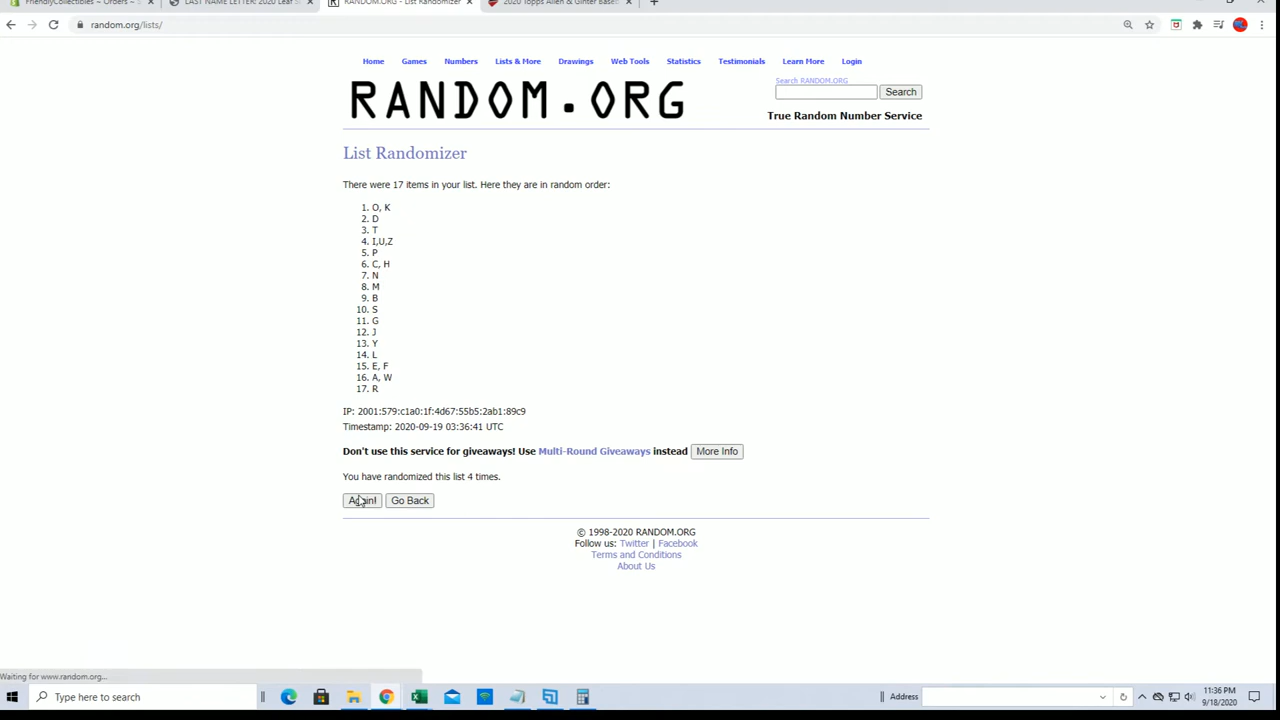 FriendlyCollectibles ~ Orders ~
LAST NAME LETTER: 2020 Leaf
RANDOM.ORG - List Randomizer
2020 Topps Allen & Ginter
random.org/lists/
Home Games Numbers Lists & More Drawings Web Tools Statistics Testimonials Learn More Login
RANDOM.ORG
Search RANDOM.ORG
Search
True Random Number Service
List Randomizer
There were 17 items in your list. Here they are in random order:
1. O, K
2. D
3. T
4. I,U,Z
5. P
6. C, H
7. N
8. M
9. B
10. S
11. G
12. J
13. Y
14. L
15. E, F
16. A, W
17. R
IP: 2001:579:c1a0:1f:4d67:55b5:2ab1:89c9
Timestamp: 2020-09-19 03:36:41 UTC
Don't use this service for giveaways! Use Multi-Round Giveaways instead More Info
You have randomized this list 4 times.
Again! Go Back
© 1998-2020 RANDOM.ORG
Follow us: Twitter | Facebook
Terms and Conditions
About Us
Waiting for www.random.org...
Type here to search
Address
11:36 PM
9/18/2020